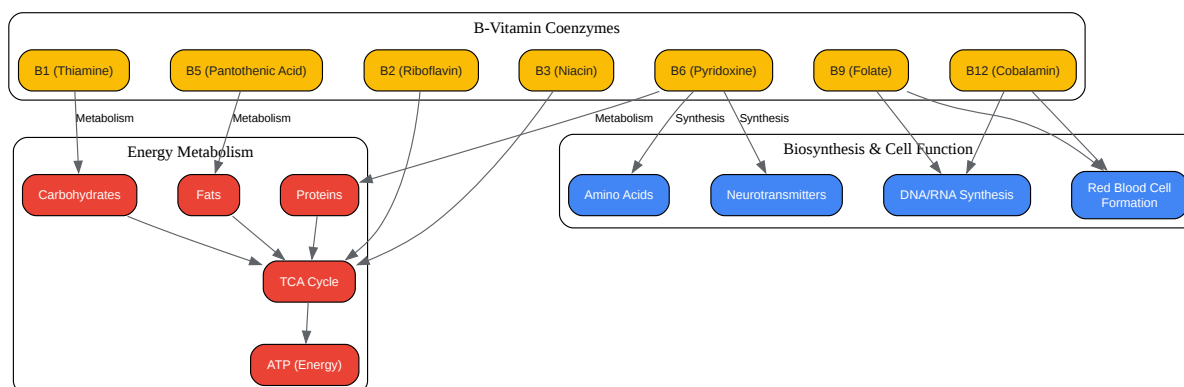 B-Vitamin Coenzymes
B1 (Thiamine)
B5 (Pantothenic Acid)
B2 (Riboflavin)
B3 (Niacin)
B6 (Pyridoxine)
B9 (Folate)
B12 (Cobalamin)
Metabolism
Metabolism
Metabolism
Synthesis
Synthesis
Energy Metabolism
Biosynthesis & Cell Function
Carbohydrates
Fats
Proteins
Amino Acids
Neurotransmitters
DNA/RNA Synthesis
Red Blood Cell
Formation
TCA Cycle
ATP (Energy)